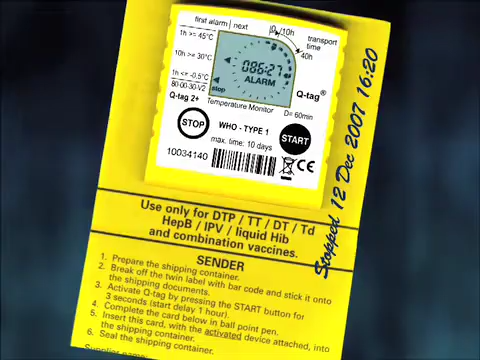 first alarm | next
0 / 10h
transport
time
40h
1h >= 45°C
10h >= 30°C
1h <= -0.5°C
80-00-30-V2
086:27
ALARM
stop
Q-tag®
Q-tag 2+
Temperature Monitor
D= 60min
STOP
WHO - TYPE 1
START
max. time: 10 days
10034140
CE
Stopped 12 Dec 2007 16:20
Use only for DTP / TT / DT / Td
HepB / IPV / liquid Hib
and combination vaccines.
SENDER
1. Prepare the shipping container.
2. Break off the twin label with bar code and stick it onto
the shipping documents.
3. Activate Q-tag by pressing the START button for
3 seconds (start delay 1 hour).
4. Complete the card below in ball point pen.
5. Insert this card, with the activated device attached, into
the shipping container.
6. Seal the shipping container.
Supplier name: